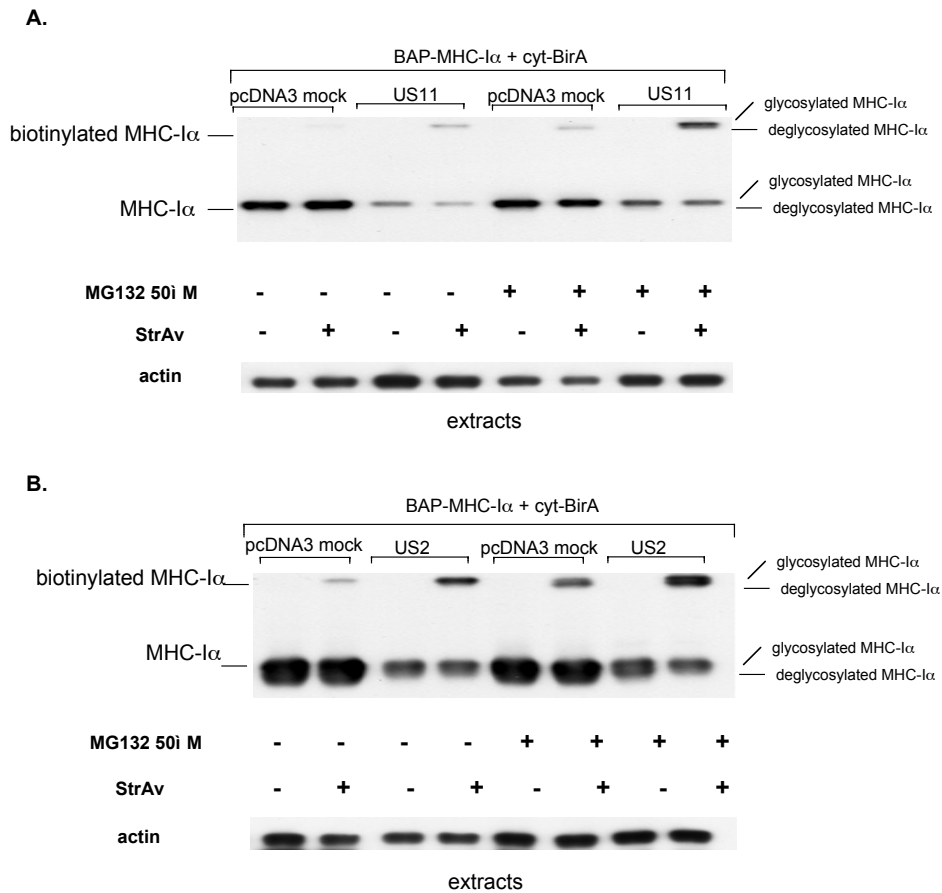 A.
BAP-MHC-Iα + cyt-BirA
pcDNA3 mock US11 pcDNA3 mock US11
glycosylated MHC-Iα
biotinylated MHC-Iα
deglycosylated MHC-Iα
glycosylated MHC-Iα
MHC-Iα
deglycosylated MHC-Iα
MG132 50ì M - - - - + + + +
StrAv - + - + - + - +
actin
extracts
B.
BAP-MHC-Iα + cyt-BirA
pcDNA3 mock US2 pcDNA3 mock US2
glycosylated MHC-Iα
biotinylated MHC-Iα
deglycosylated MHC-Iα
glycosylated MHC-Iα
MHC-Iα
deglycosylated MHC-Iα
MG132 50ì M - - - - + + + +
StrAv - + - + - + - +
actin
extracts